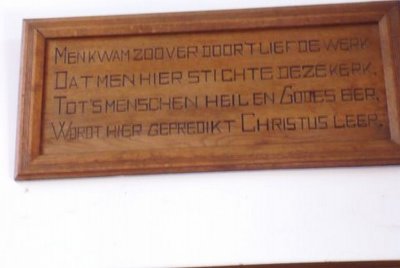 MEN KWAM ZOO VER DOOR 'T LIEFDE WERK,
DAT MEN HIER STICHTE DEZE KERK,
TOT 'S MENSCHEN HEIL EN GODES EER,
WORDT HIER GEPREDIKT CHRISTUS LEER.